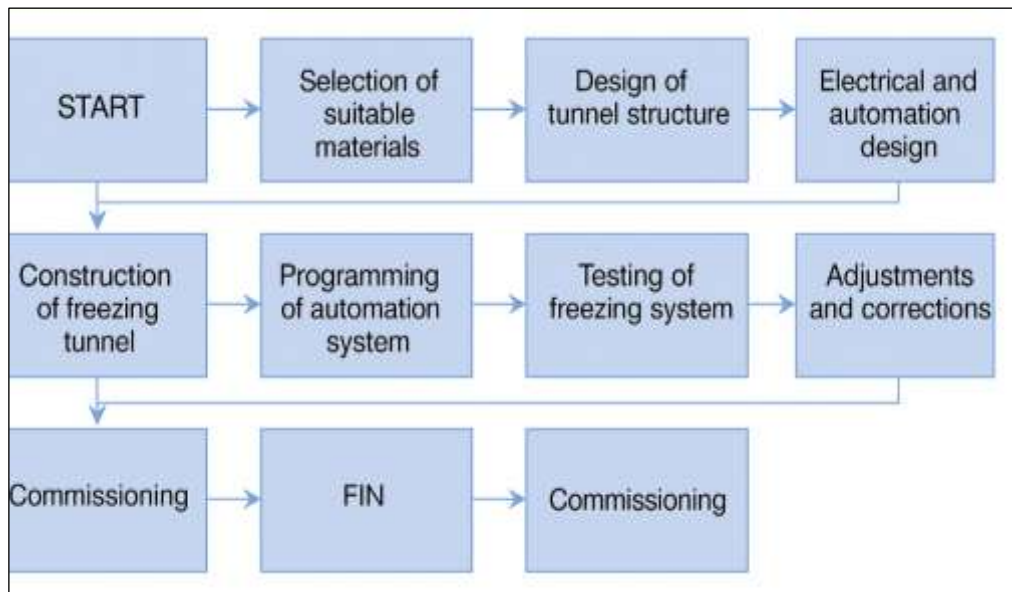 START
Selection of
suitable
materials
Design of
tunnel structure
Electrical and
automation
design
Construction
of freezing
tunnel
Programming
of automation
system
Testing of
freezing system
Adjustments
and corrections
Commissioning
FIN
Commissioning